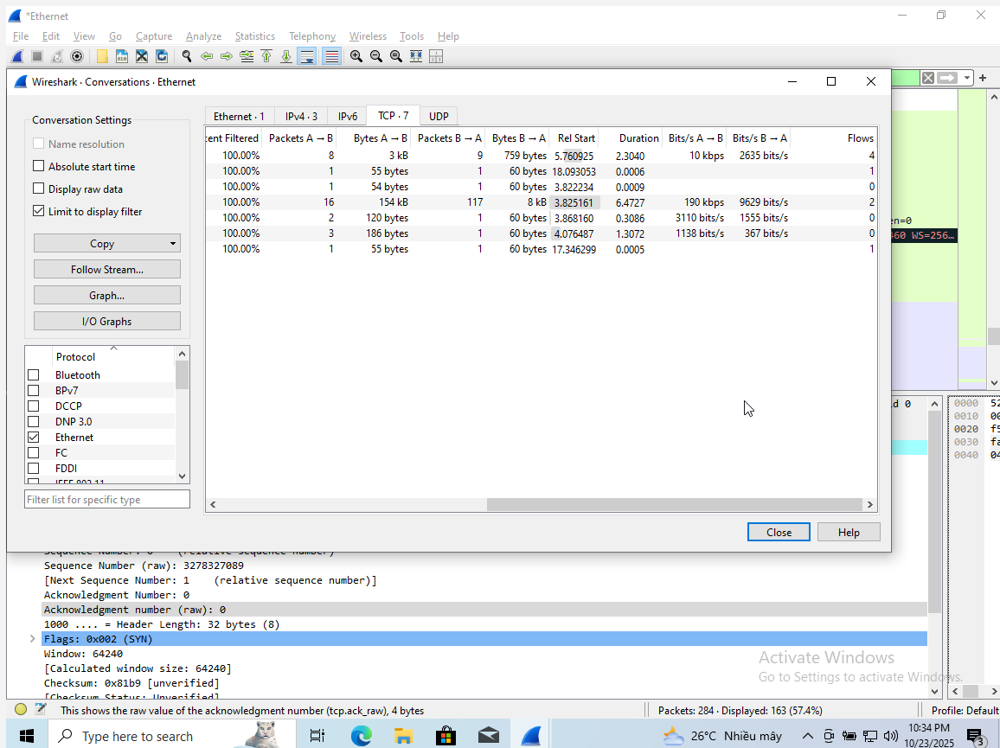 *Ethernet
File Edit View Go Capture Analyze Statistics Telephony Wireless Tools Help
Wireshark · Conversations · Ethernet
Conversation Settings
Name resolution
Absolute start time
Display raw data
Limit to display filter
Copy
Follow Stream...
Graph...
I/O Graphs
Protocol
Bluetooth
BPv7
DCCP
DNP 3.0
Ethernet
FC
FDDI
IEEE 802.11
Filter list for specific type
Ethernet · 1 IPv4 · 3 IPv6 TCP · 7 UDP
cent Filtered Packets A → B Bytes A → B Packets B → A Bytes B → A Rel Start Duration Bits/s A → B Bits/s B → A Flows
100.00% 8 3 kB 9 759 bytes 5.760925 2.3040 10 kbps 2635 bits/s 4
100.00% 1 55 bytes 1 60 bytes 18.093053 0.0006 1
100.00% 1 54 bytes 1 60 bytes 3.822234 0.0009 0
100.00% 16 154 kB 117 8 kB 3.825161 6.4727 190 kbps 9629 bits/s 2
100.00% 2 120 bytes 1 60 bytes 3.868160 0.3086 3110 bits/s 1555 bits/s 0
100.00% 3 186 bytes 1 60 bytes 4.076487 1.3072 1138 bits/s 367 bits/s 0
100.00% 1 55 bytes 1 60 bytes 17.346299 0.0005 1
Close Help
en=0
460 WS=256…
ld 0
0000 52
0010 00
0020 f5
0030 fa
0040 04
Sequence Number: 0 (relative sequence number)
Sequence Number (raw): 3278327089
[Next Sequence Number: 1 (relative sequence number)]
Acknowledgment Number: 0
Acknowledgment number (raw): 0
1000 .... = Header Length: 32 bytes (8)
Flags: 0x002 (SYN)
Window: 64240
[Calculated window size: 64240]
Checksum: 0x81b9 [unverified]
[Checksum Status: Unverified]
Activate Windows
Go to Settings to activate Windows.
This shows the raw value of the acknowledgment number (tcp.ack_raw), 4 bytes Packets: 284 · Displayed: 163 (57.4%) Profile: Default
Type here to search
26°C Nhiều mây
10:34 PM
10/23/2025
3